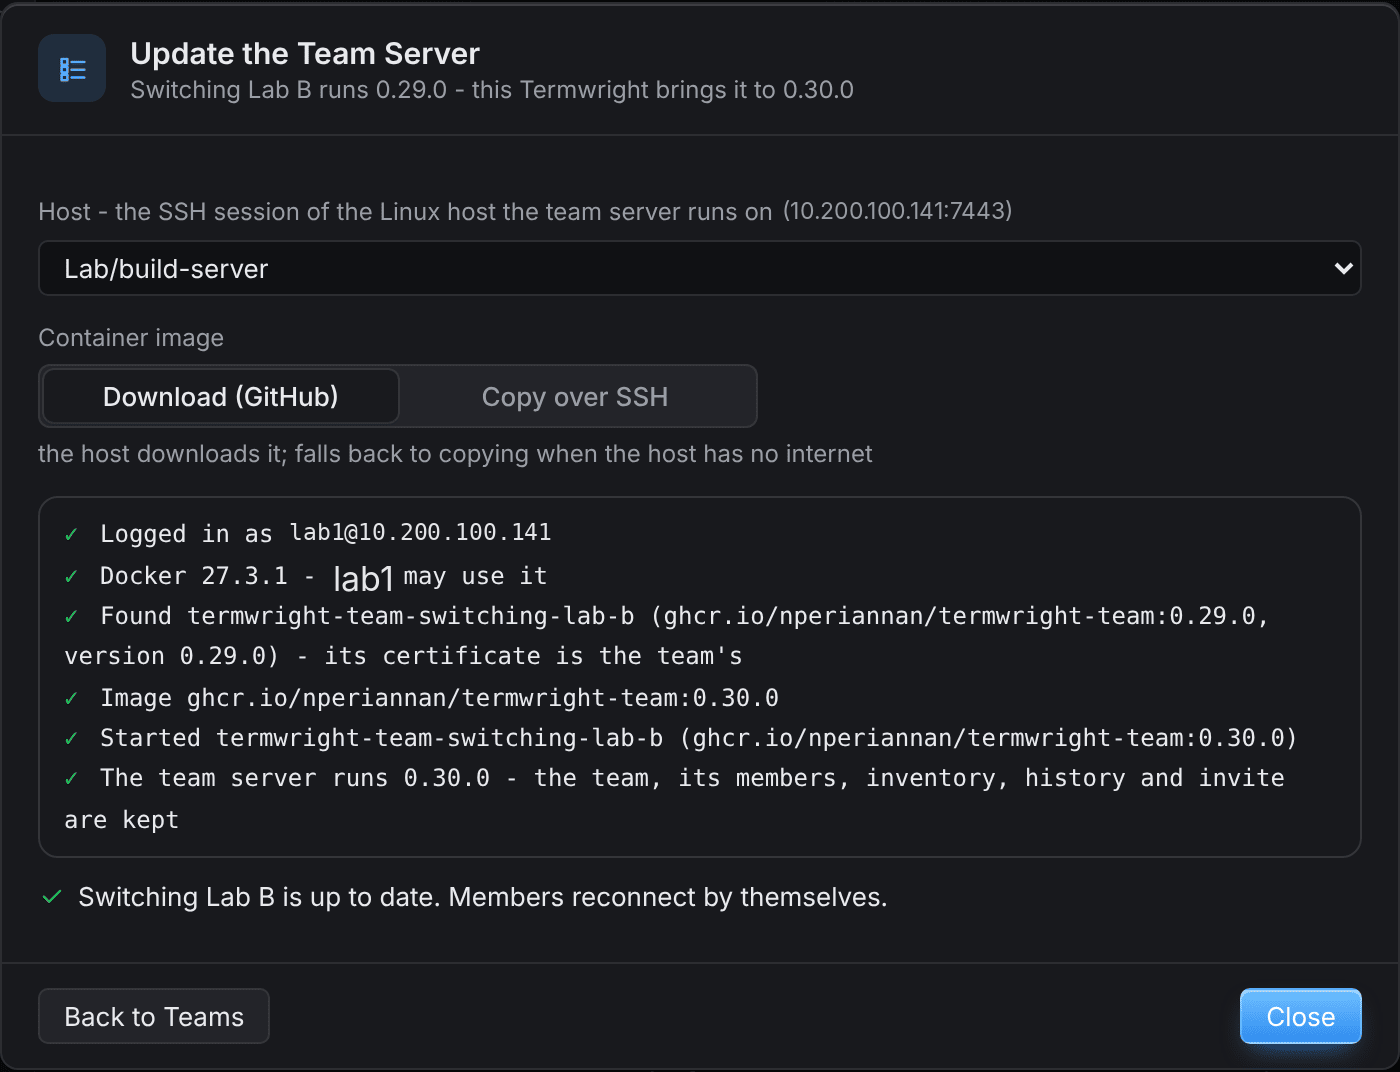 Update the Team Server
Switching Lab B runs 0.29.0 - this Termwright brings it to 0.30.0
Host - the SSH session of the Linux host the team server runs on (10.200.100.141:7443)
Lab/build-server
Container image
Download (GitHub)
Copy over SSH
the host downloads it; falls back to copying when the host has no internet
✓ Logged in as lab1@10.200.100.141
✓ Docker 27.3.1 - lab1 may use it
✓ Found termwright-team-switching-lab-b (ghcr.io/nperiannan/termwright-team:0.29.0,
version 0.29.0) - its certificate is the team's
✓ Image ghcr.io/nperiannan/termwright-team:0.30.0
✓ Started termwright-team-switching-lab-b (ghcr.io/nperiannan/termwright-team:0.30.0)
✓ The team server runs 0.30.0 - the team, its members, inventory, history and invite
are kept
✓ Switching Lab B is up to date. Members reconnect by themselves.
Back to Teams
Close